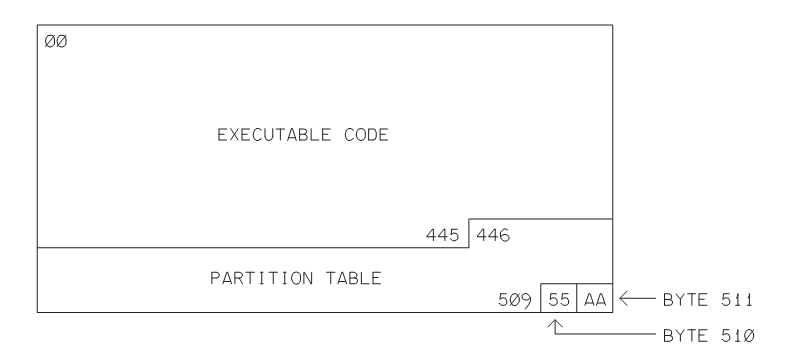 ØØ
EXECUTABLE CODE
445 446
PARTITION TABLE
5Ø9 55 AA BYTE 511
BYTE 51Ø